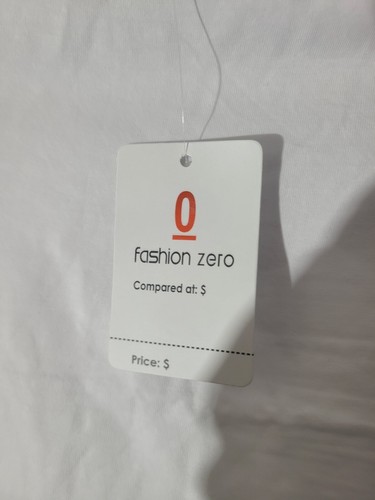 0
fashion zero
Compared at: $
Price: $